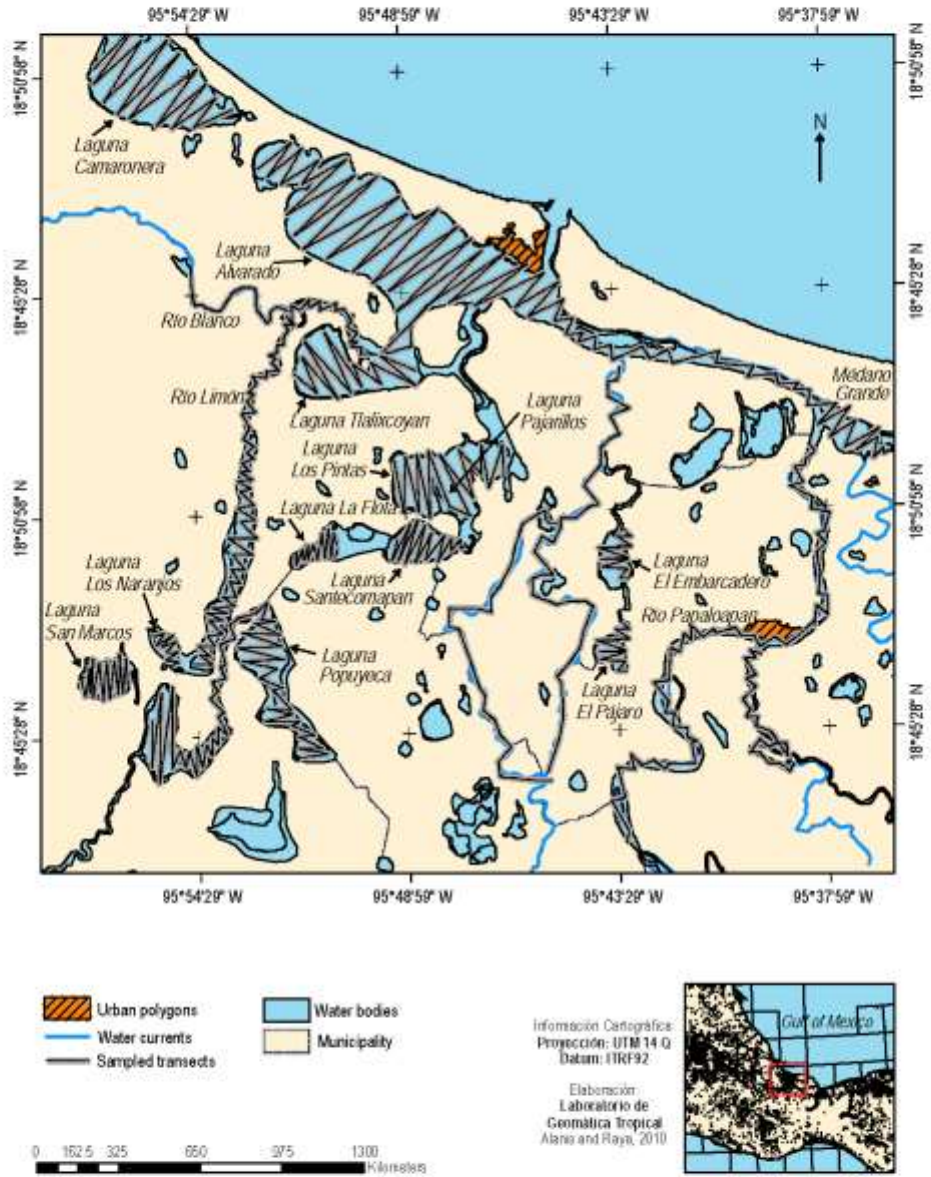 95°54'29" W 95°48'59" W 95°43'29" W 95°37'59" W
18°50'58" N
18°50'58" N
N
Laguna
Camaronera
Laguna
Alvarado
18°45'28" N
18°45'28" N
Río Blanco
Médano
Grande
Río Limón
Laguna Tlalixcoyan
Laguna
Pajarillos
Laguna
Los Pintas
18°50'58" N
18°50'58" N
Laguna La Flota
Laguna
Los Naranjos
Laguna
Santecomapan
Laguna
El Embarcadero
Laguna
San Marcos
Río Papaloapan
Laguna
Popuyeca
Laguna
El Pájaro
18°45'28" N
18°45'28" N
95°54'29" W 95°48'59" W 95°43'29" W 95°37'59" W
Urban polygons
Water currents
Sampled transects
Water bodies
Municipality
Información Cartográfica
Proyección: UTM 14 Q
Datum: ITRF92
Elaboración:
Laboratorio de
Geomática Tropical
Alanis and Raya, 2010
Gulf of Mexico
0 162.5 325 650 975 1300
Kilometers